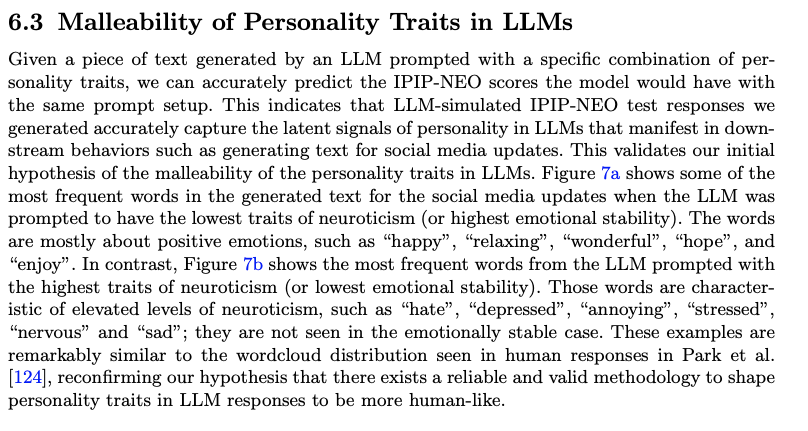 6.3 Malleability of Personality Traits in LLMs
Given a piece of text generated by an LLM prompted with a specific combination of per-
sonality traits, we can accurately predict the IPIP-NEO scores the model would have with
the same prompt setup. This indicates that LLM-simulated IPIP-NEO test responses we
generated accurately capture the latent signals of personality in LLMs that manifest in down-
stream behaviors such as generating text for social media updates. This validates our initial
hypothesis of the malleability of the personality traits in LLMs. Figure 7a shows some of the
most frequent words in the generated text for the social media updates when the LLM was
prompted to have the lowest traits of neuroticism (or highest emotional stability). The words
are mostly about positive emotions, such as “happy”, “relaxing”, “wonderful”, “hope”, and
“enjoy”. In contrast, Figure 7b shows the most frequent words from the LLM prompted with
the highest traits of neuroticism (or lowest emotional stability). Those words are character-
istic of elevated levels of neuroticism, such as “hate”, “depressed”, “annoying”, “stressed”,
“nervous” and “sad”; they are not seen in the emotionally stable case. These examples are
remarkably similar to the wordcloud distribution seen in human responses in Park et al.
[124], reconfirming our hypothesis that there exists a reliable and valid methodology to shape
personality traits in LLM responses to be more human-like.